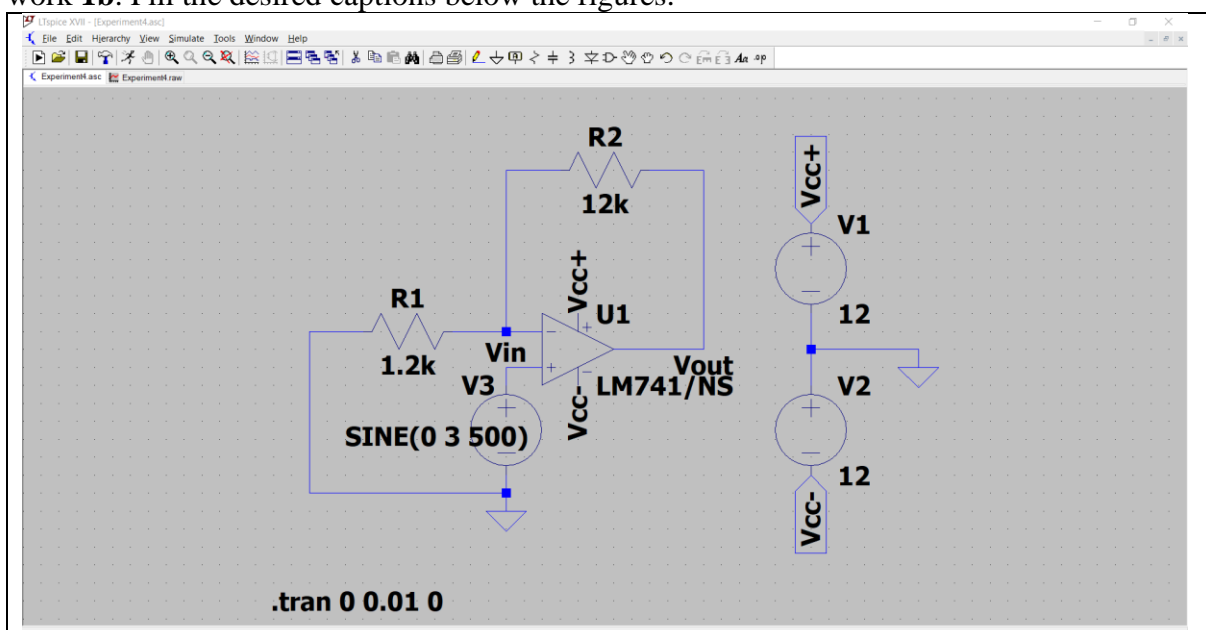 work 1b. Fill the desired captions below the figures.
LTspice XVII - [Experiment4.asc]
File Edit Hierarchy View Simulate Tools Window Help
Aa .op
Experiment4.asc Experiment4.raw
R2
12k
Vcc+
V1
12
Vcc+
R1
1.2k
U1
Vin
Vout
LM741/NS
V3
SINE(0 3 500)
Vcc-
V2
12
Vcc-
.tran 0 0.01 0